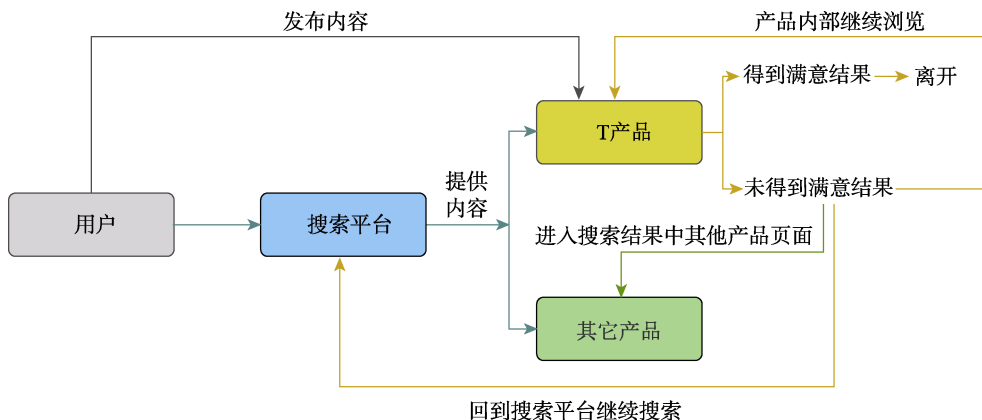 发布内容
产品内部继续浏览
得到满意结果
离开
T产品
提供
内容
未得到满意结果
用户
搜索平台
进入搜索结果中其他产品页面
其它产品
回到搜索平台继续搜索